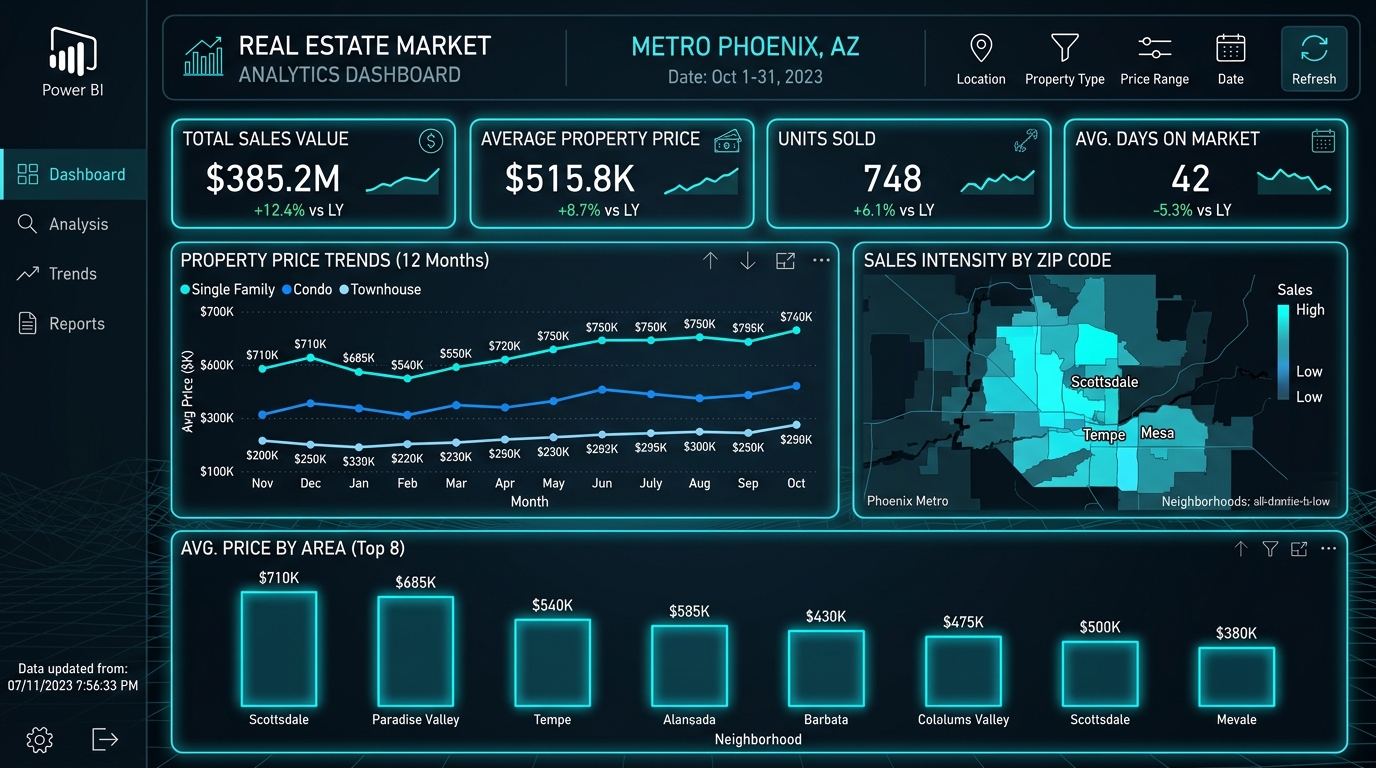 Power BI
Dashboard
Analysis
Trends
Reports
Data updated from:
07/11/2023 7:56:33 PM
REAL ESTATE MARKET
ANALYTICS DASHBOARD
METRO PHOENIX, AZ
Date: Oct 1-31, 2023
Location
Property Type
Price Range
Date
Refresh
TOTAL SALES VALUE
$385.2M
+12.4% vs LY
AVERAGE PROPERTY PRICE
$515.8K
+8.7% vs LY
UNITS SOLD
748
+6.1% vs LY
AVG. DAYS ON MARKET
42
-5.3% vs LY
PROPERTY PRICE TRENDS (12 Months)
Single Family Condo Townhouse
Avg Price ($K)
$700K
$600K
$300K
$100K
$710K $710K $685K $540K $550K $720K $750K $750K $750K $750K $795K $740K
$200K $250K $330K $220K $230K $290K $230K $292K $295K $300K $250K $290K
Nov Dec Jan Feb Mar Apr May Jun July Aug Sep Oct
Month
SALES INTENSITY BY ZIP CODE
Sales
High
Low
Low
Scottsdale
Tempe
Mesa
Phoenix Metro
Neighborhoods:
AVG. PRICE BY AREA (Top 8)
$710K $685K $540K $585K $430K $475K $500K $380K
Scottsdale Paradise Valley Tempe Alansada Barbata Cololums Valley Scottsdale Mevale
Neighborhood